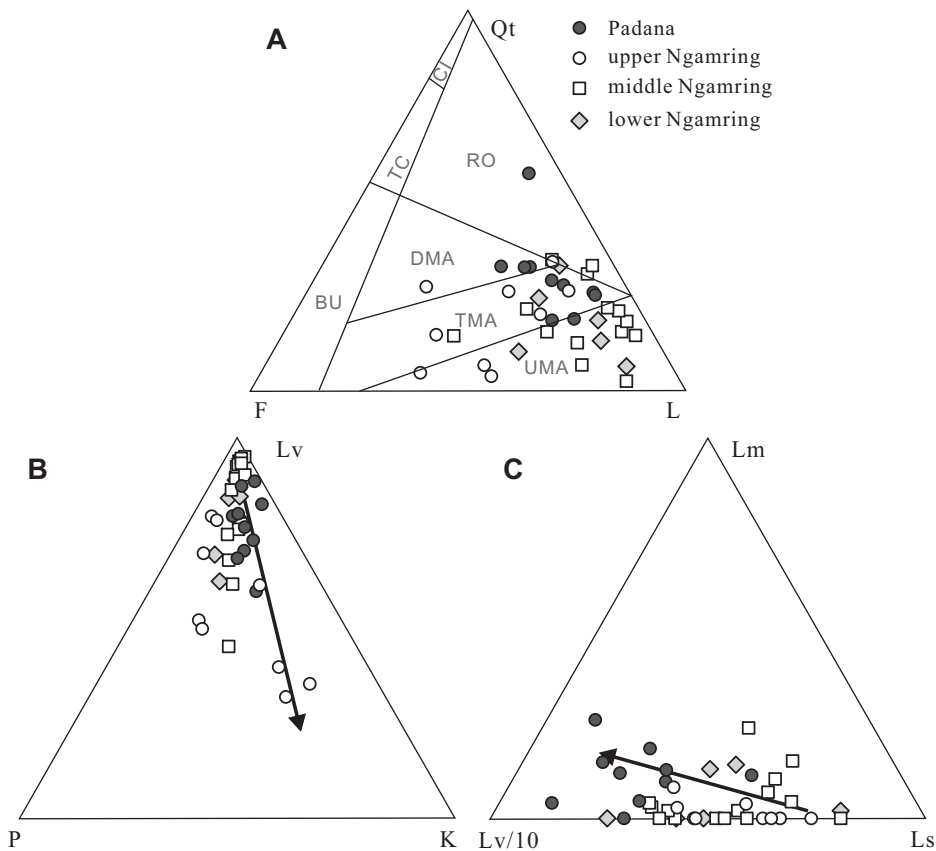 A
Qt
Padana
upper Ngamring
middle Ngamring
lower Ngamring
CI
TC
RO
DMA
BU
TMA
UMA
F
L
B
Lv
C
Lm
P
K
Lv/10
Ls